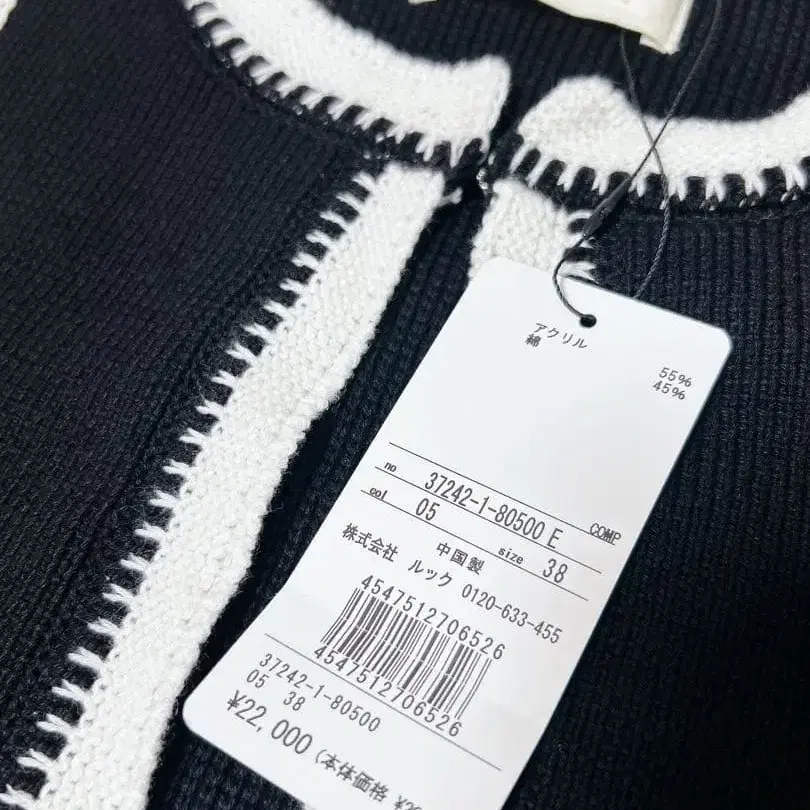 アクリル 55%
綿 45%
no 37242-1-80500 E COMP
col 05 size 38
中国製
株式会社 ルック 0120-633-455
4547512706526
4547512706526
37242-1-80500
05 38
¥22,000 (本体価格